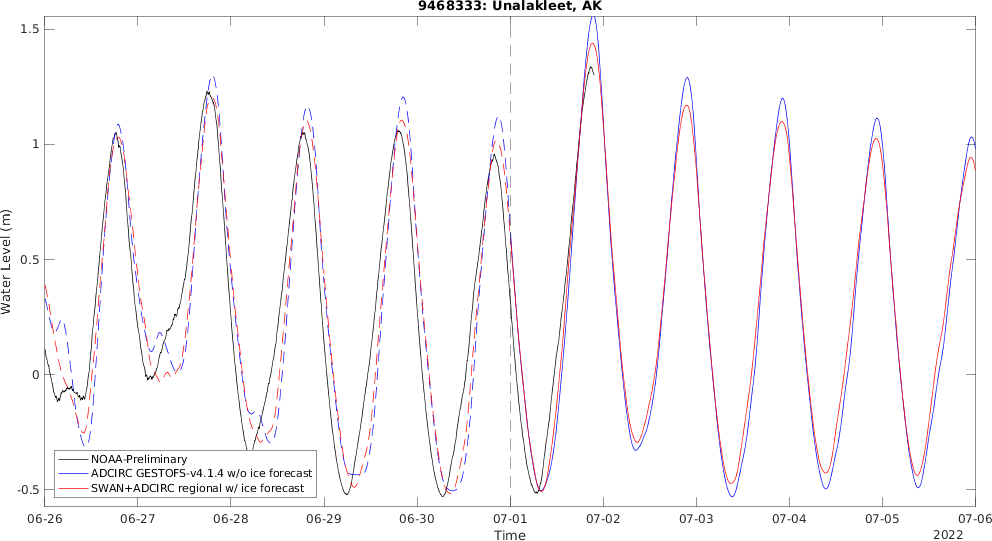 9468333: Unalakleet, AK
Water Level (m)
1.5
1
0.5
0
-0.5
NOAA-Preliminary
ADCIRC GESTOFS-v4.1.4 w/o ice forecast
SWAN+ADCIRC regional w/ ice forecast
06-26 06-27 06-28 06-29 06-30 07-01 07-02 07-03 07-04 07-05 07-06
Time
2022